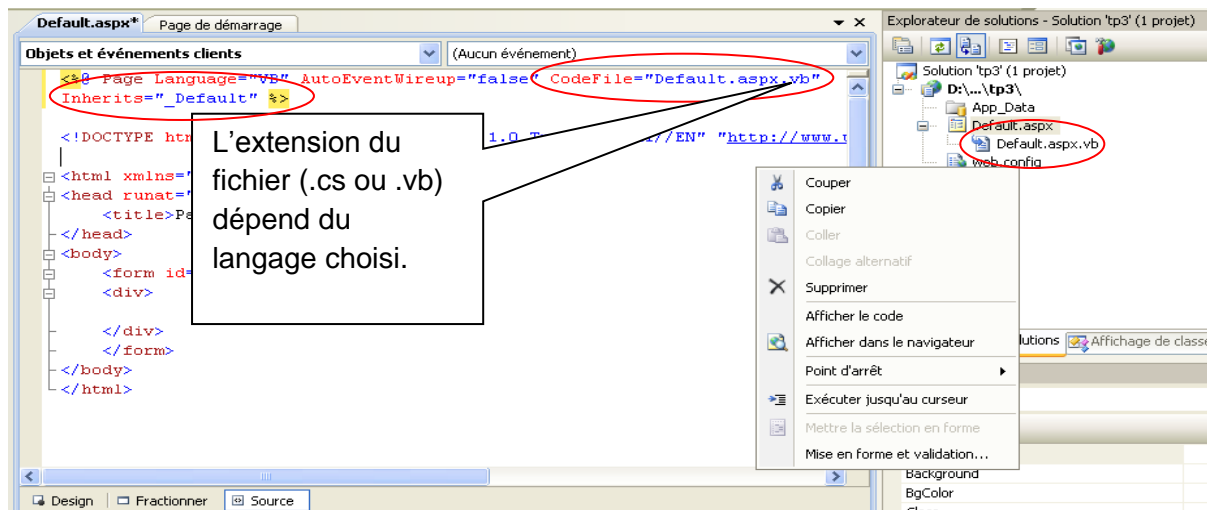 Default.aspx* Page de démarrage
Objets et événements clients (Aucun événement)
<%@ Page Language="VB" AutoEventWireup="false" CodeFile="Default.aspx.vb"
Inherits="_Default" %>
<!DOCTYPE htm 1.0 //EN" "http://www.
<html xmlns="
<head runat="
<title>Pa
</head>
<body>
<form id=
<div>
</div>
</form>
</body>
</html>
L'extension du
fichier (.cs ou .vb)
dépend du
langage choisi.
Design Fractionner Source
Explorateur de solutions - Solution 'tp3' (1 projet)
Solution 'tp3' (1 projet)
D:\...\tp3\
App_Data
Default.aspx
Default.aspx.vb
web.config
Couper
Copier
Coller
Collage alternatif
Supprimer
Afficher le code
Afficher dans le navigateur
Point d'arrêt
Exécuter jusqu'au curseur
Mettre la sélection en forme
Mise en forme et validation...
lutions Affichage de classe
Background
BgColor